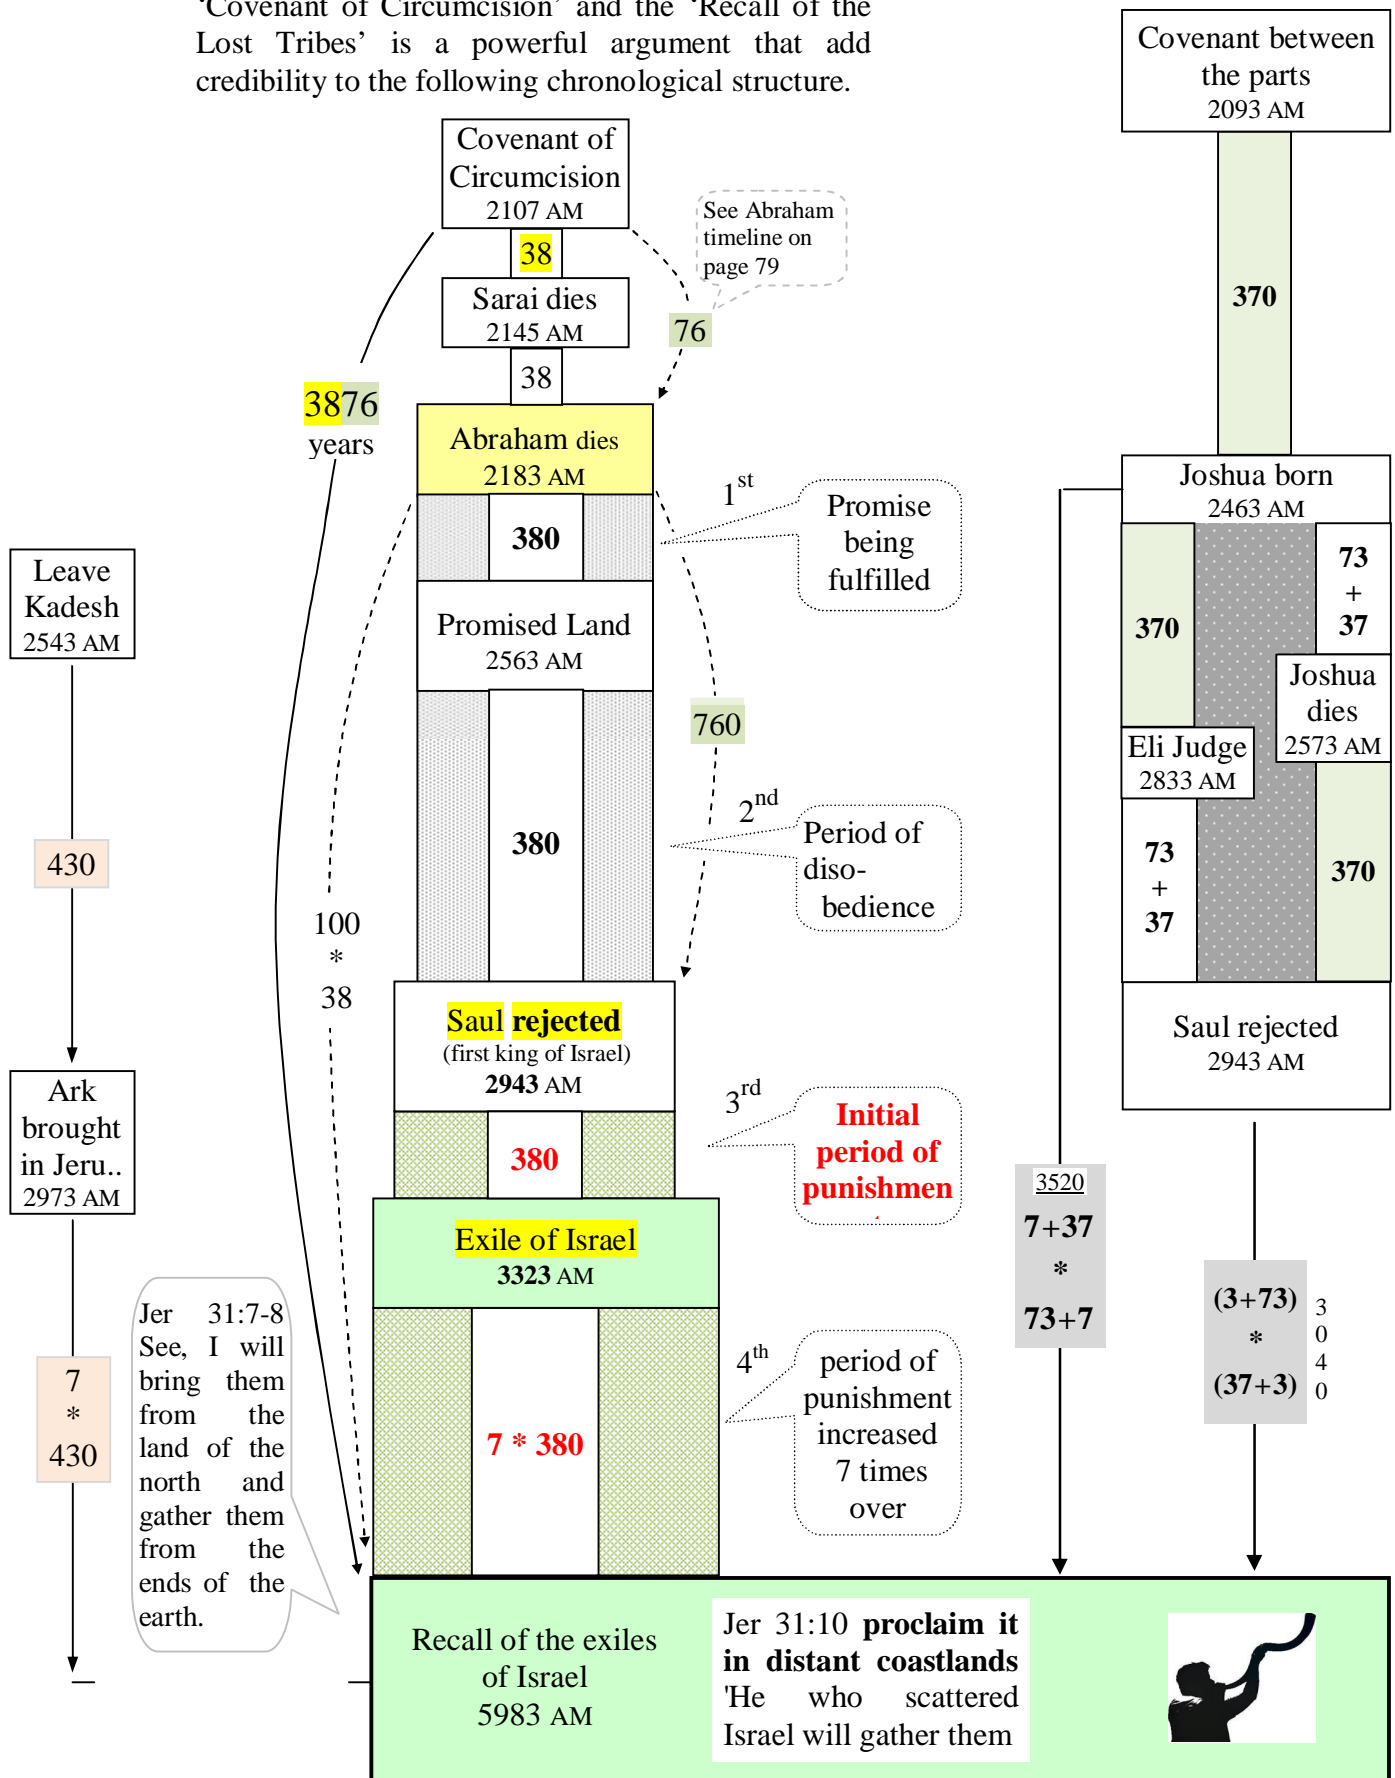 ‘Covenant of Circumcision’ and the ‘Recall of the
Lost Tribes’ is a powerful argument that add
credibility to the following chronological structure.
Covenant between
the parts
2093 AM
370
Covenant of
Circumcision
2107 AM
38
Sarai dies
2145 AM
38
See Abraham
timeline on
page 79
76
3876
years
Abraham dies
2183 AM
380
1st
Promise
being
fulfilled
Promised Land
2563 AM
760
380
2nd
Period of
diso-
bedience
100
*
38
Leave
Kadesh
2543 AM
430
Ark
brought
in Jeru..
2973 AM
7
*
430
Joshua born
2463 AM
370
73
+
37
Joshua
dies
2573 AM
Eli Judge
2833 AM
73
+
37
370
Saul rejected
2943 AM
Saul rejected
(first king of Israel)
2943 AM
380
3rd
Initial
period of
punishmen
Exile of Israel
3323 AM
7 * 380
4th
period of
punishment
increased
7 times
over
3520
7+37
*
73+7
(3+73)
*
(37+3)
3
0
4
0
Jer 31:7-8
See, I will
bring them
from the
land of the
north and
gather them
from the
ends of the
earth.
Recall of the exiles
of Israel
5983 AM
Jer 31:10 proclaim it
in distant coastlands
'He who scattered
Israel will gather them